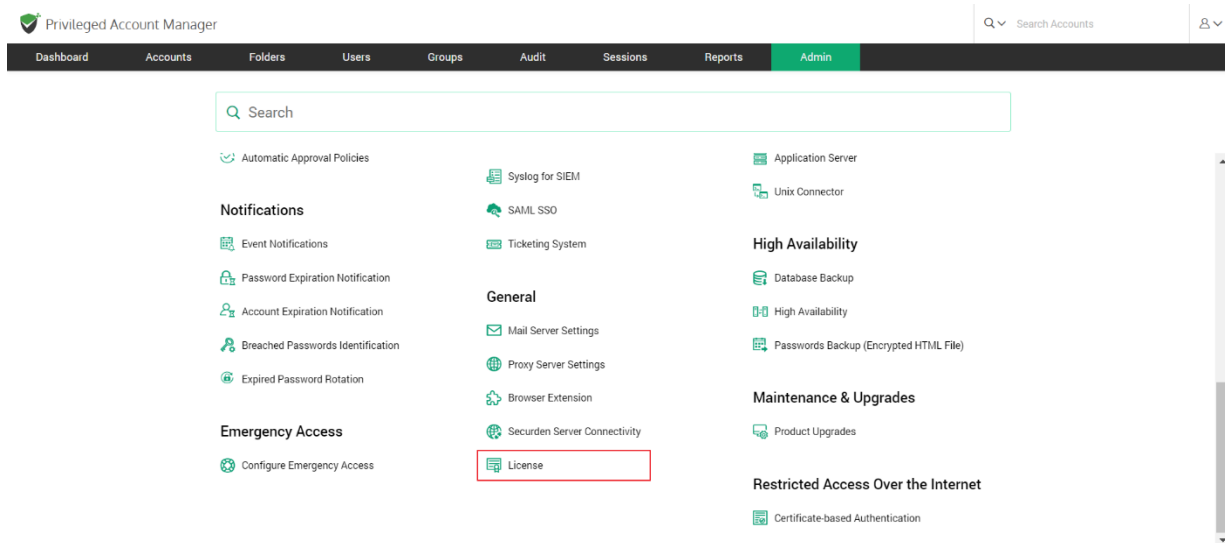 Privileged Account Manager
Search Accounts
Dashboard Accounts Folders Users Groups Audit Sessions Reports Admin
Search
Automatic Approval Policies
Notifications
Event Notifications
Password Expiration Notification
Account Expiration Notification
Breached Passwords Identification
Expired Password Rotation
Emergency Access
Configure Emergency Access
Syslog for SIEM
SAML SSO
Ticketing System
General
Mail Server Settings
Proxy Server Settings
Browser Extension
Securden Server Connectivity
License
Application Server
Unix Connector
High Availability
Database Backup
High Availability
Passwords Backup (Encrypted HTML File)
Maintenance & Upgrades
Product Upgrades
Restricted Access Over the Internet
Certificate-based Authentication